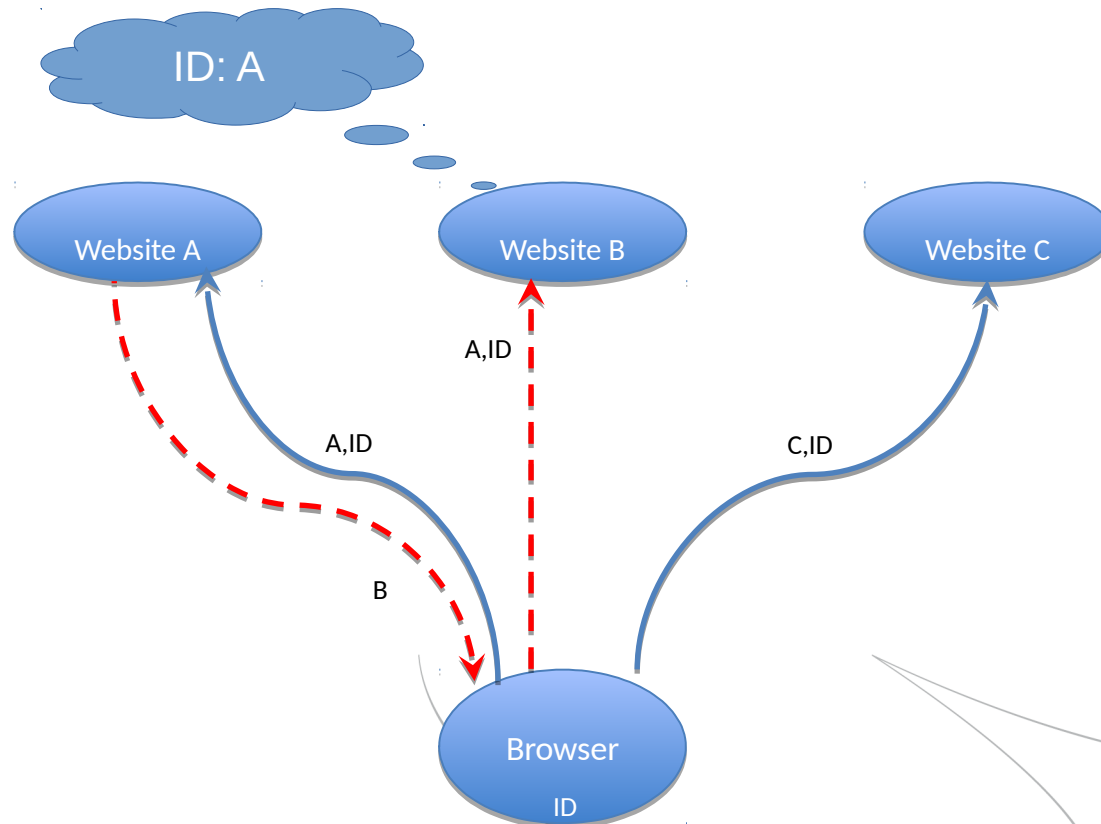 ID: A
Website A
Website B
Website C
A,ID
A,ID
C,ID
B
Browser
ID